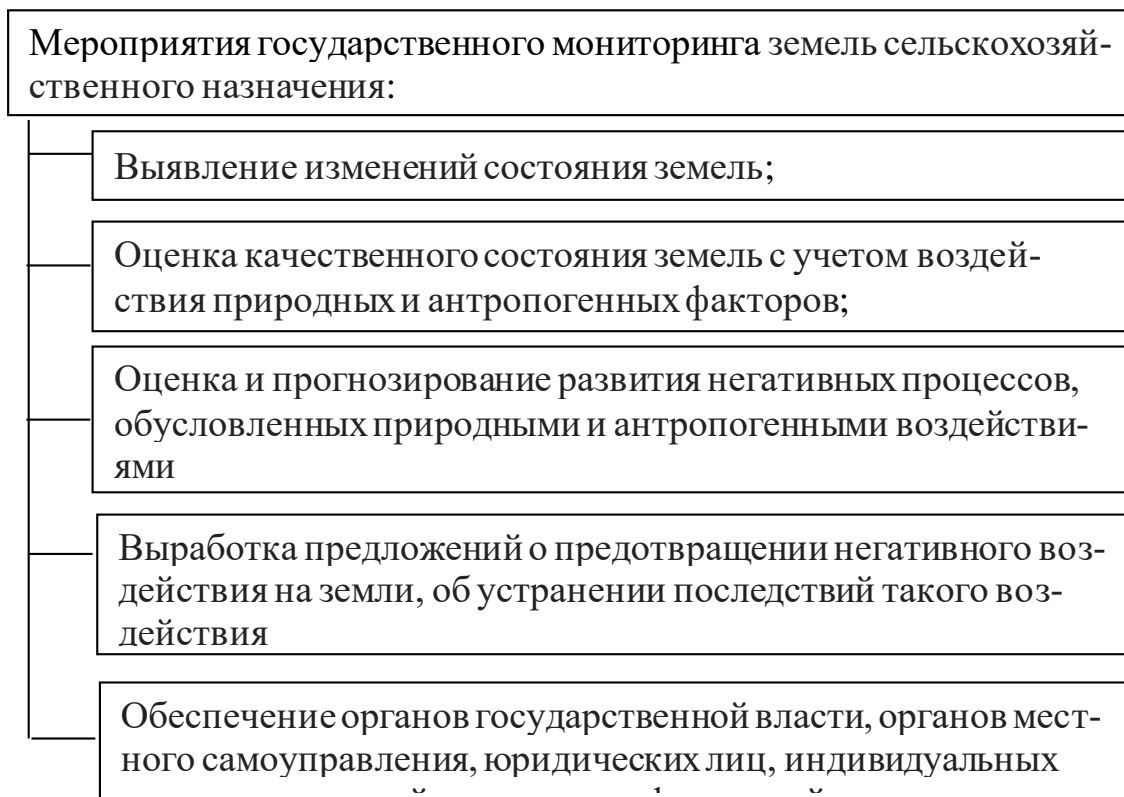 Мероприятия государственного мониторинга земель сельскохозяй-
ственного назначения:
Выявление изменений состояния земель;
Оценка качественного состояния земель с учетом воздей-
ствия природных и антропогенных факторов;
Оценка и прогнозирование развития негативных процессов,
обусловленных природными и антропогенными воздействи-
ями
Выработка предложений о предотвращении негативного воз-
действия на земли, об устранении последствий такого воз-
действия
Обеспечение органов государственной власти, органов мест-
ного самоуправления, юридических лиц, индивидуальных